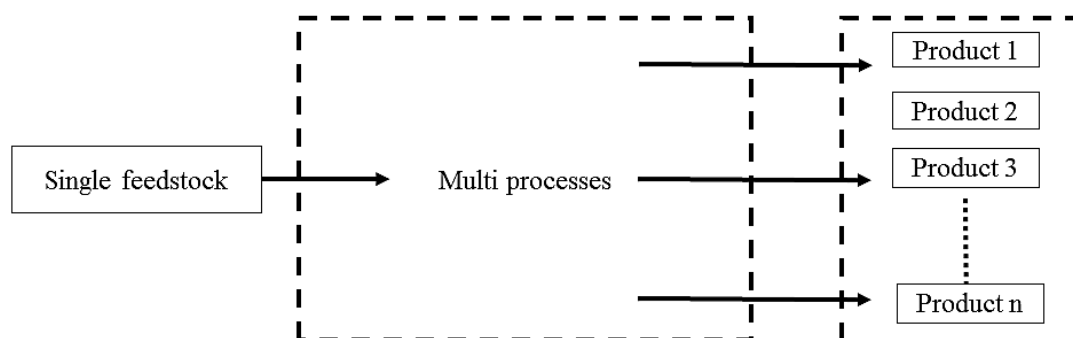 Product 1
Product 2
Single feedstock
Multi processes
Product 3
Product n